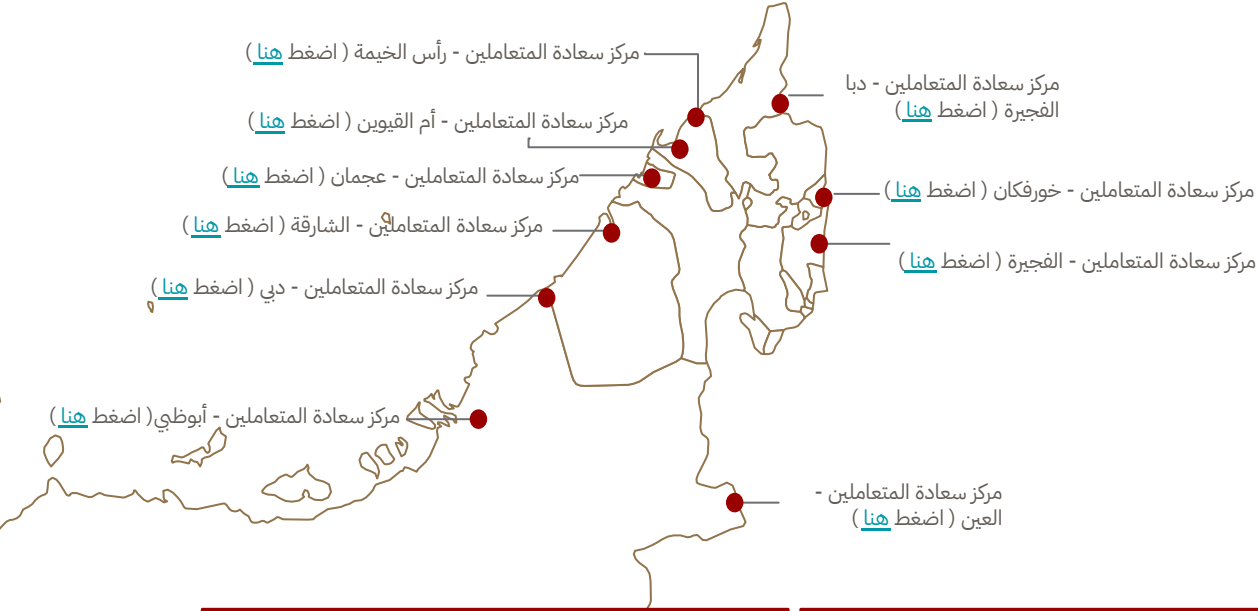 مركز سعادة المتعاملين - رأس الخيمة ( اضغط هنا )
مركز سعادة المتعاملين - دبا
الفجيرة ( اضغط هنا )
مركز سعادة المتعاملين - أم القيوين ( اضغط هنا )
مركز سعادة المتعاملين - عجمان ( اضغط هنا )
مركز سعادة المتعاملين - خورفكان ( اضغط هنا )
مركز سعادة المتعاملين - الشارقة ( اضغط هنا )
مركز سعادة المتعاملين - الفجيرة ( اضغط هنا )
مركز سعادة المتعاملين - دبي ( اضغط هنا )
مركز سعادة المتعاملين - أبوظبي( اضغط هنا )
مركز سعادة المتعاملين -
العين ( اضغط هنا )